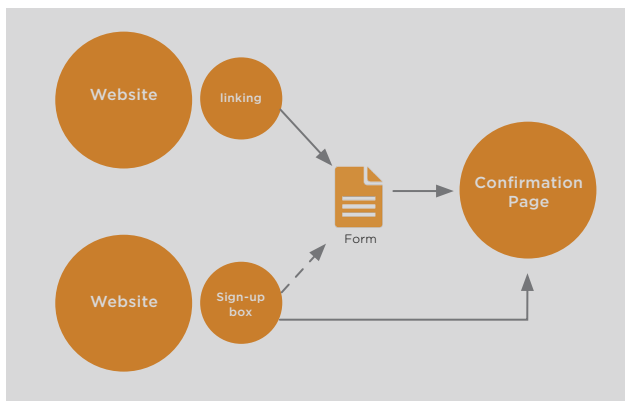 Website
linking
Confirmation
Page
Form
Website
Sign-up
box